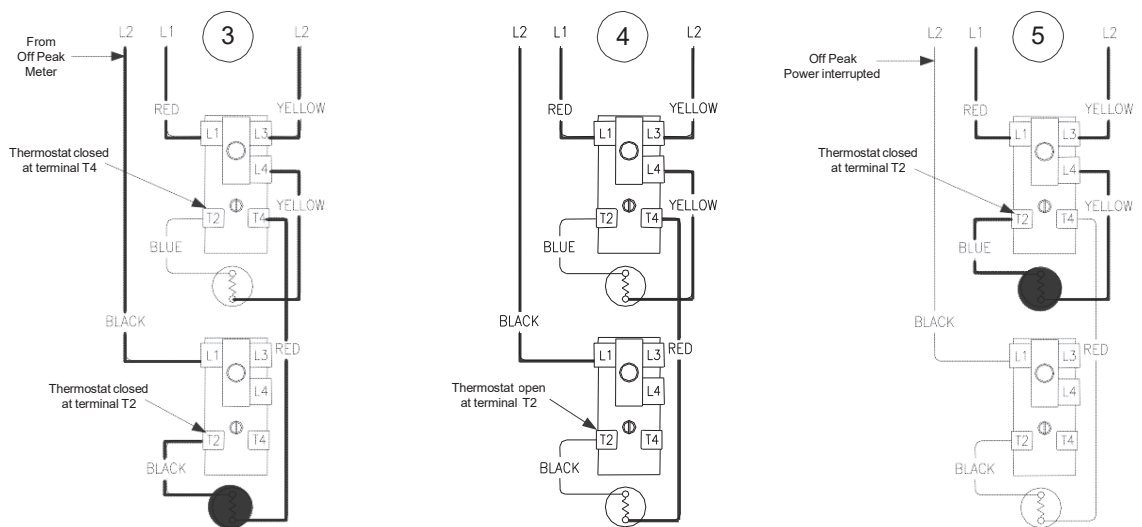 L2
L1
3
L2
From
Off Peak
Meter
RED
YELLOW
L1
L3
L4
Thermostat closed
at terminal T4
YELLOW
T2
T4
BLUE
BLACK
RED
L1
L3
L4
Thermostat closed
at terminal T2
T2
T4
BLACK
L2
L1
4
L2
RED
YELLOW
L1
L3
L4
YELLOW
T2
T4
BLUE
BLACK
RED
L1
L3
L4
Thermostat open
at terminal T2
T2
T4
BLACK
L2
L1
5
L2
Off Peak
Power interrupted
RED
YELLOW
L1
L3
L4
Thermostat closed
at terminal T2
YELLOW
T2
T4
BLUE
BLACK
RED
L1
L3
L4
T2
T4
BLACK